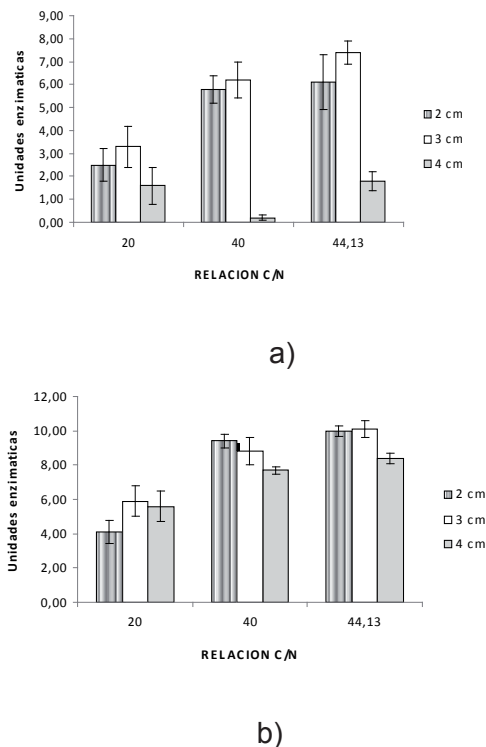 9,00
8,00
7,00
6,00
5,00
4,00
3,00
2,00
1,00
0,00
Unidades enzimaticas
2 cm
3 cm
4 cm
20 40 44,13
RELACION C/N
a)
12,00
10,00
8,00
6,00
4,00
2,00
0,00
Unidades enzimaticas
2 cm
3 cm
4 cm
20 40 44,13
RELACION C/N
b)